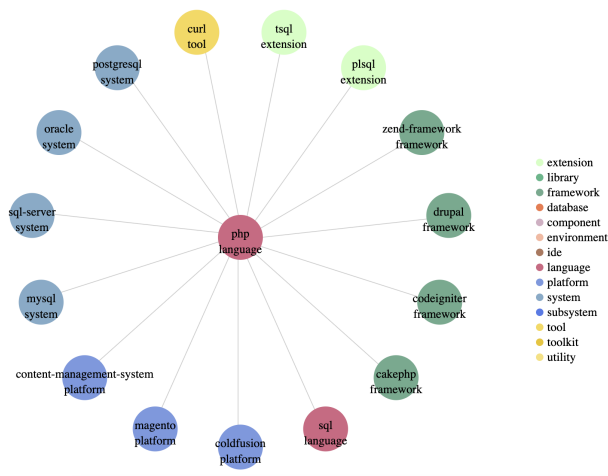 curl
tool
tsql
extension
postgresql
system
plsql
extension
oracle
system
zend-framework
framework
sql-server
system
drupal
framework
php
language
mysql
system
codeigniter
framework
content-management-system
platform
cakephp
framework
magento
platform
coldfusion
platform
sql
language
extension
library
framework
database
component
environment
ide
language
platform
system
subsystem
tool
toolkit
utility